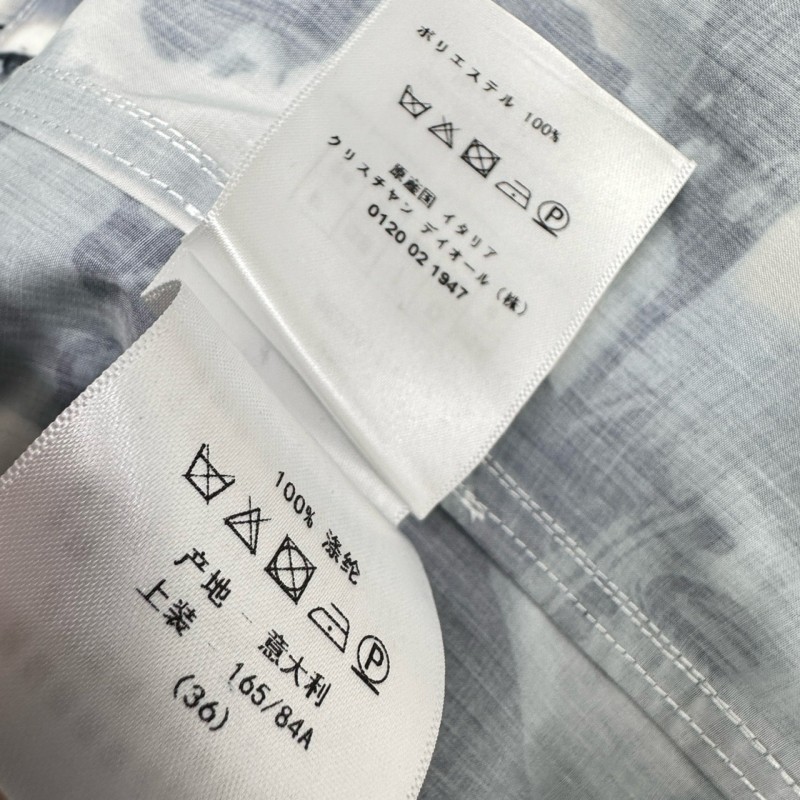 ポリエステル 100%
P
原産国 イタリア
クリスチャン デイオール (株)
0120 02 1947
100% 涤纶
P
产地 意大利
上装 165/84A
(36)